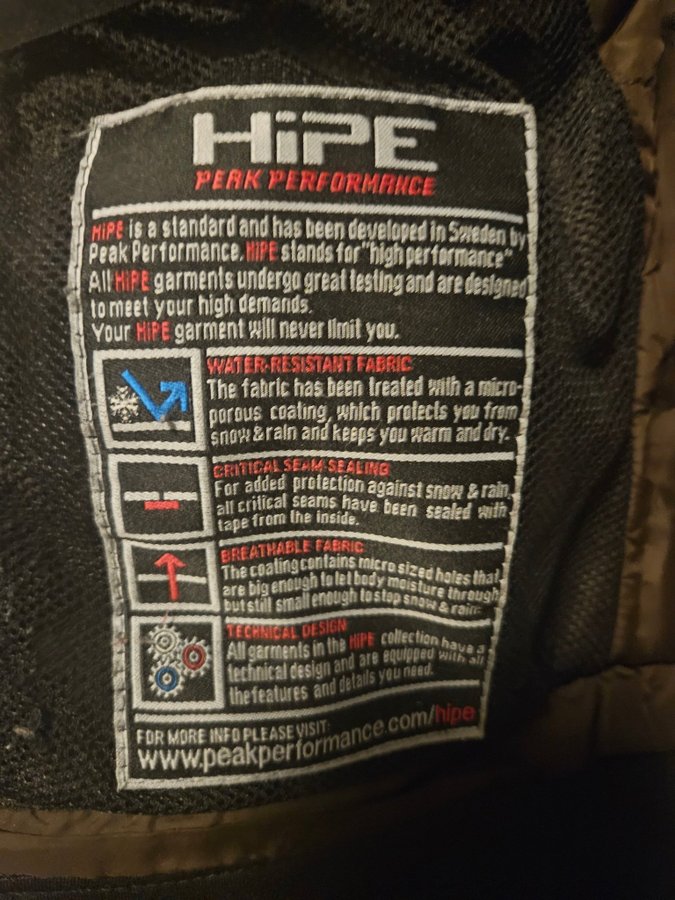 HiPE
PEAK PERFORMANCE
HiPE is a standard and has been developed in Sweden by
Peak Performance. HiPE stands for "high performance"
All HiPE garments undergo great testing and are designed
to meet your high demands.
Your HiPE garment will never limit you.
WATER-RESISTANT FABRIC
The fabric has been treated with a micro-
porous coating, which protects you from
snow & rain and keeps you warm and dry.
CRITICAL SEAM-SEALING
For added protection against snow & rain,
all critical seams have been sealed with
tape from the inside.
BREATHABLE FABRIC
The coating contains micro sized holes that
are big enough to let body moisture through
but still small enough to stop snow & rain.
TECHNICAL DESIGN
All garments in the HiPE collection have a
technical design and are equipped with all
the features and details you need.
FOR MORE INFO PLEASE VISIT:
www.peakperformance.com/hipe